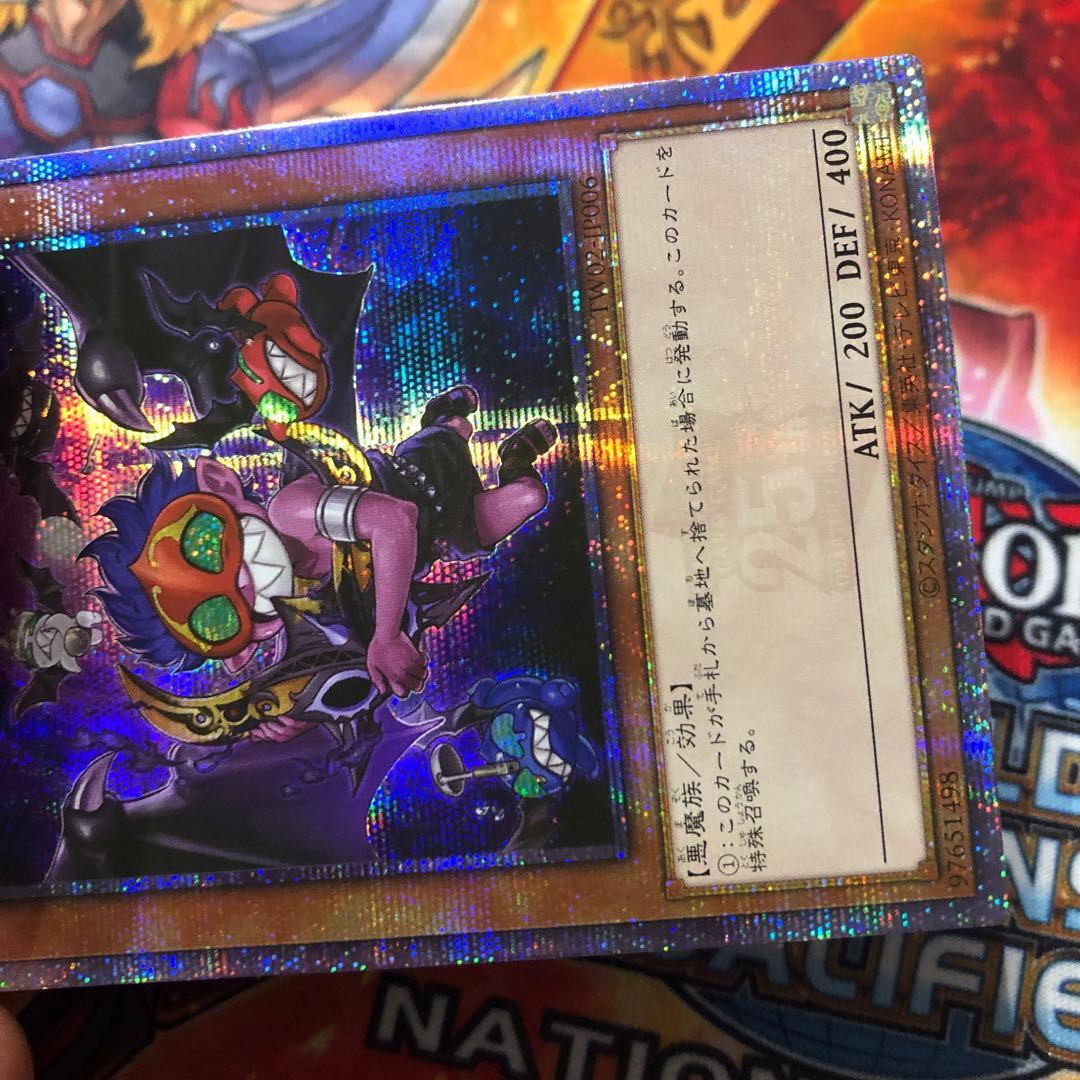 TW02-JP006
【悪魔族／効果】
①：このカードが手札から墓地へ捨てられた場合に発動する。このカードを
特殊召喚する。
ATK/ 200 DEF/ 400
97651498
©スタジオ・ダイス／集英社・テレビ東京・KONAMI
25
NATION
ALIFIE